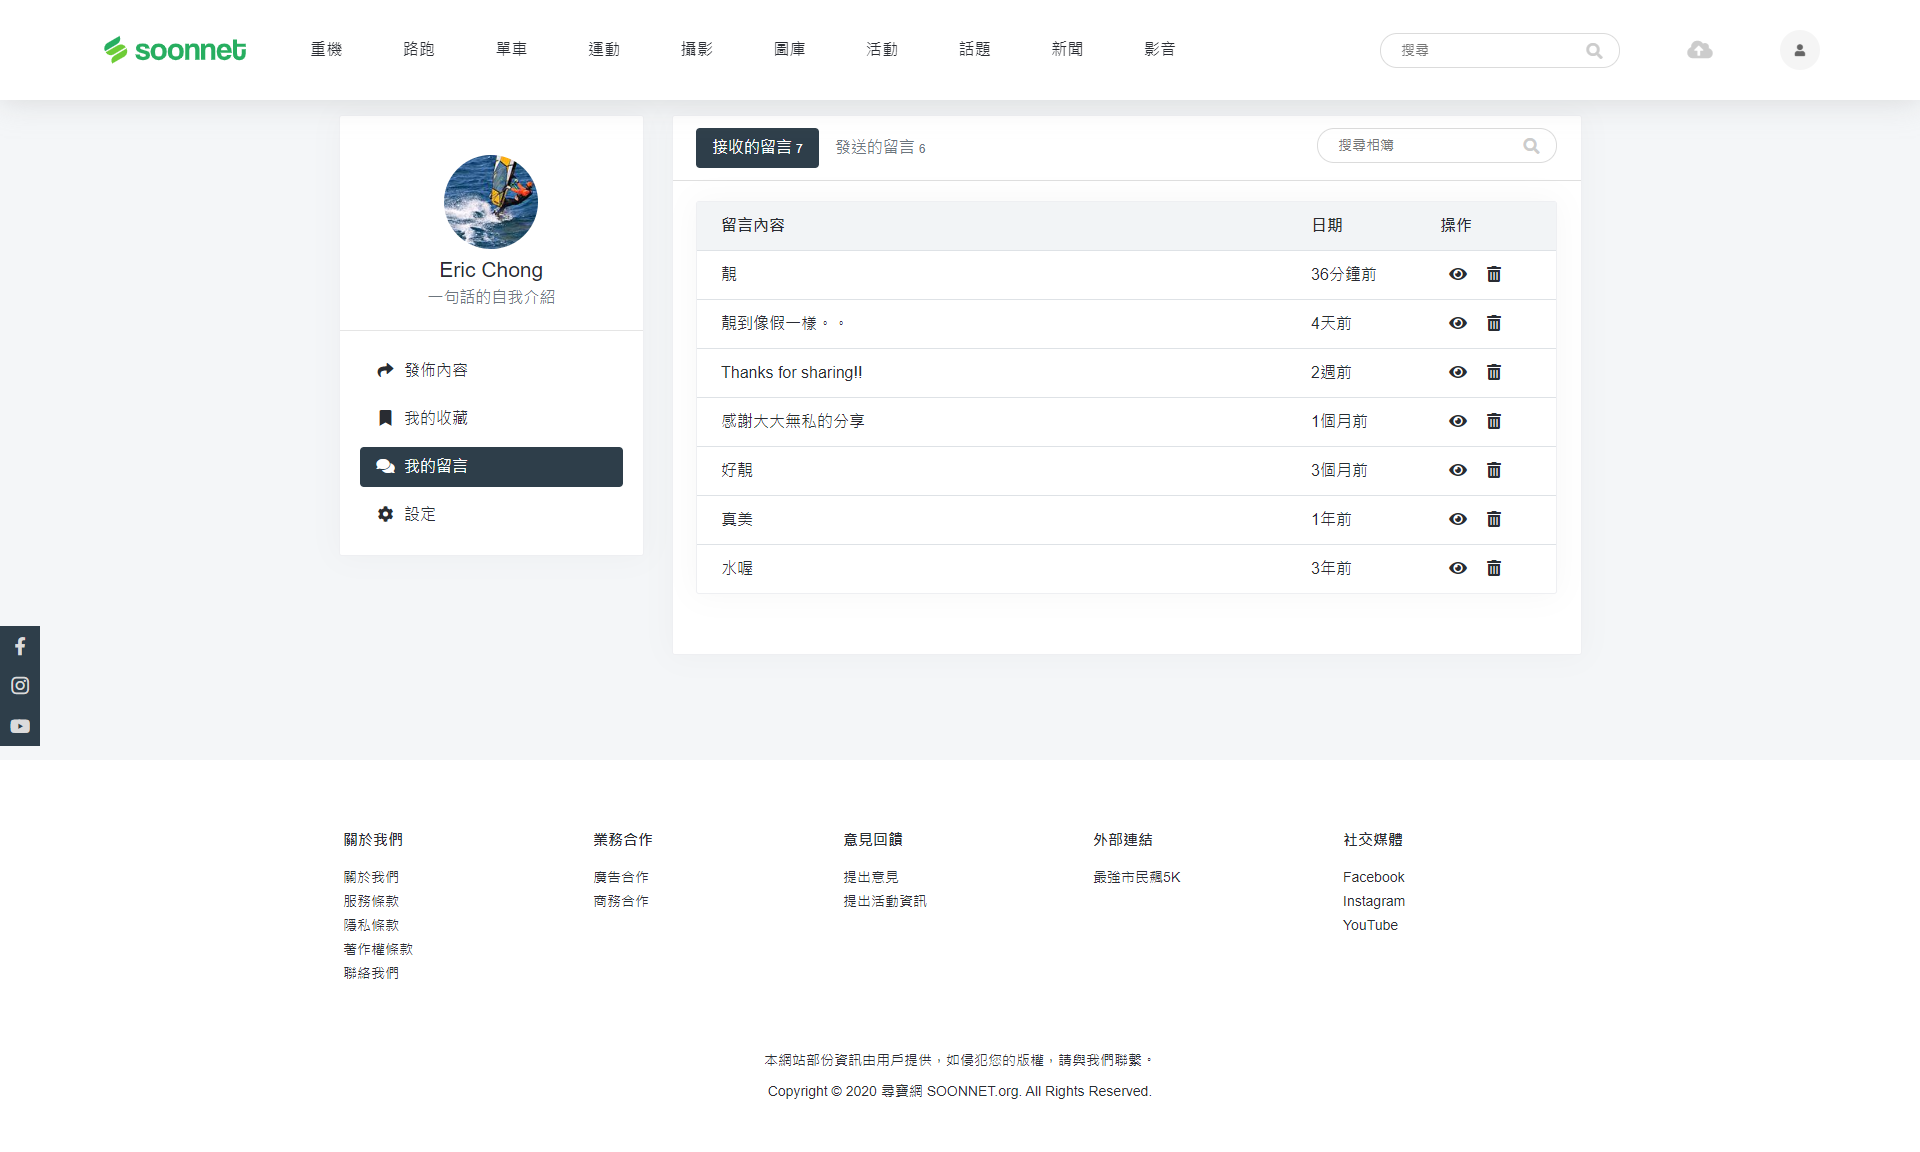 soonnet
重機 路跑 單車 運動 攝影 圖庫 活動 話題 新聞 影音
搜尋
接收的留言 7 發送的留言 6
搜尋相簿
Eric Chong
一句話的自我介紹
發佈內容
我的收藏
我的留言
設定
留言內容 日期 操作
靚 36分鐘前
靚到像假一樣。。 4天前
Thanks for sharing!! 2週前
感謝大大無私的分享 1個月前
好靚 3個月前
真美 1年前
水喔 3年前
關於我們
關於我們
服務條款
隱私條款
著作權條款
聯絡我們
業務合作
廣告合作
商務合作
意見回饋
提出意見
提出活動資訊
外部連結
最強市民飆5K
社交媒體
Facebook
Instagram
YouTube
本網站部份資訊由用戶提供，如侵犯您的版權，請與我們聯繫。
Copyright © 2020 尋寶網 SOONNET.org. All Rights Reserved.